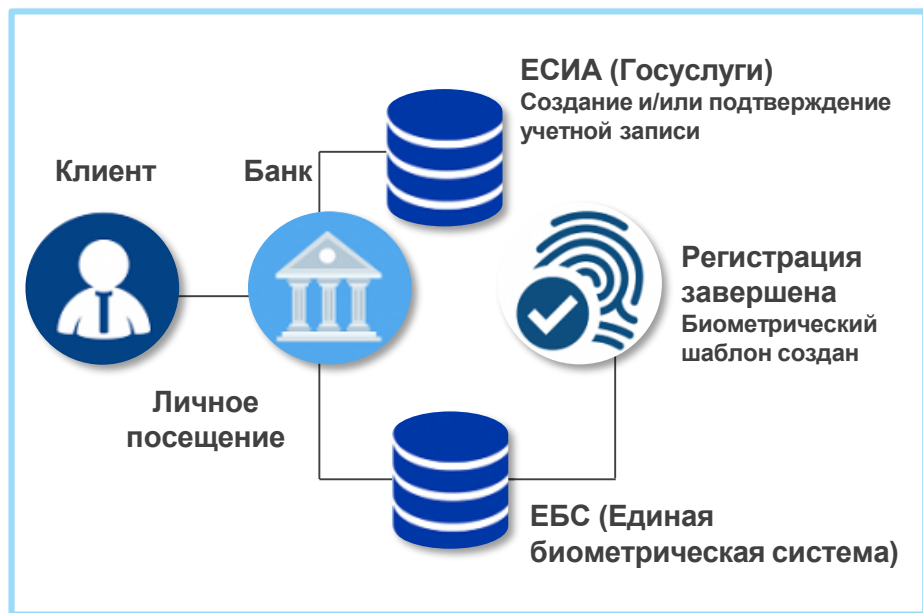 ЕСИА (Госуслуги)
Создание и/или подтверждение
учетной записи
Клиент
Банк
Регистрация
завершена
Биометрический
шаблон создан
Личное
посещение
ЕБС (Единая
биометрическая система)